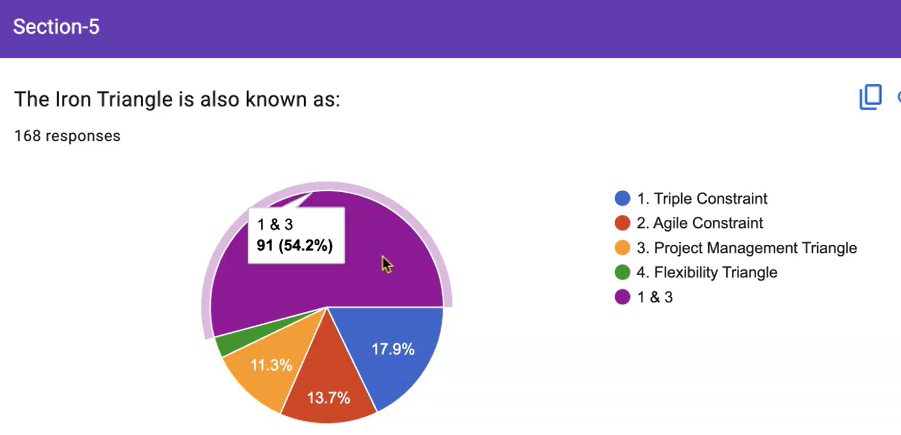 Section-5
The Iron Triangle is also known as:
168 responses
1 & 3
91 (54.2%)
17.9%
11.3%
13.7%
1. Triple Constraint
2. Agile Constraint
3. Project Management Triangle
4. Flexibility Triangle
1 & 3